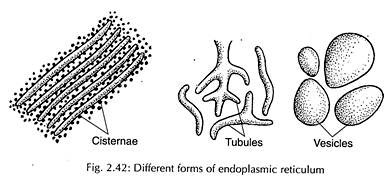 Cisternae
Tubules
Vesicles
Fig. 2.42: Different forms of endoplasmic reticulum